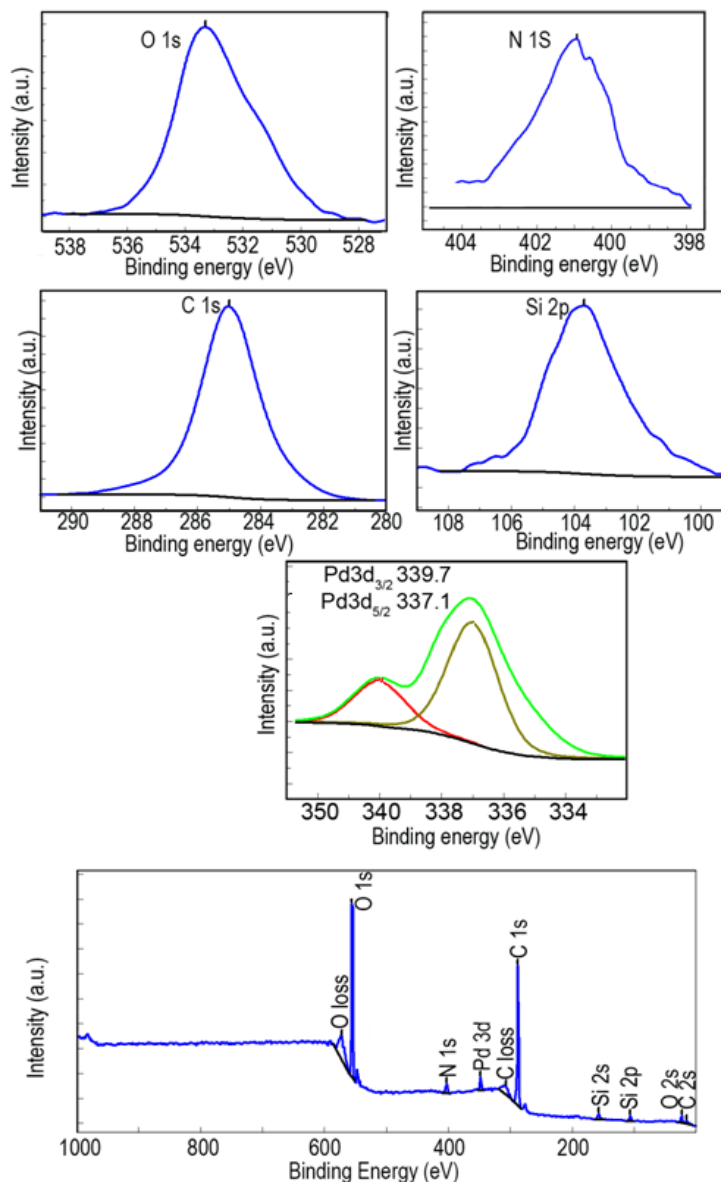 O 1s
Intensity (a.u.)
538 536 534 532 530 528
Binding energy (eV)
N 1S
Intensity (a.u.)
404 402 400 398
Binding energy (eV)
C 1s
Intensity (a.u.)
290 288 286 284 282 280
Binding energy (eV)
Si 2p
Intensity (a.u.)
108 106 104 102 100
Binding energy (eV)
Pd3d3/2 339.7
Pd3d5/2 337.1
Intensity (a.u.)
350 340 338 336 334
Binding energy (eV)
Intensity (a.u.)
O loss
O 1s
N 1s
Pd 3d
C loss
C 1s
Si 2s
Si 2p
O 2s
C 2s
1000 800 600 400 200
Binding Energy (eV)